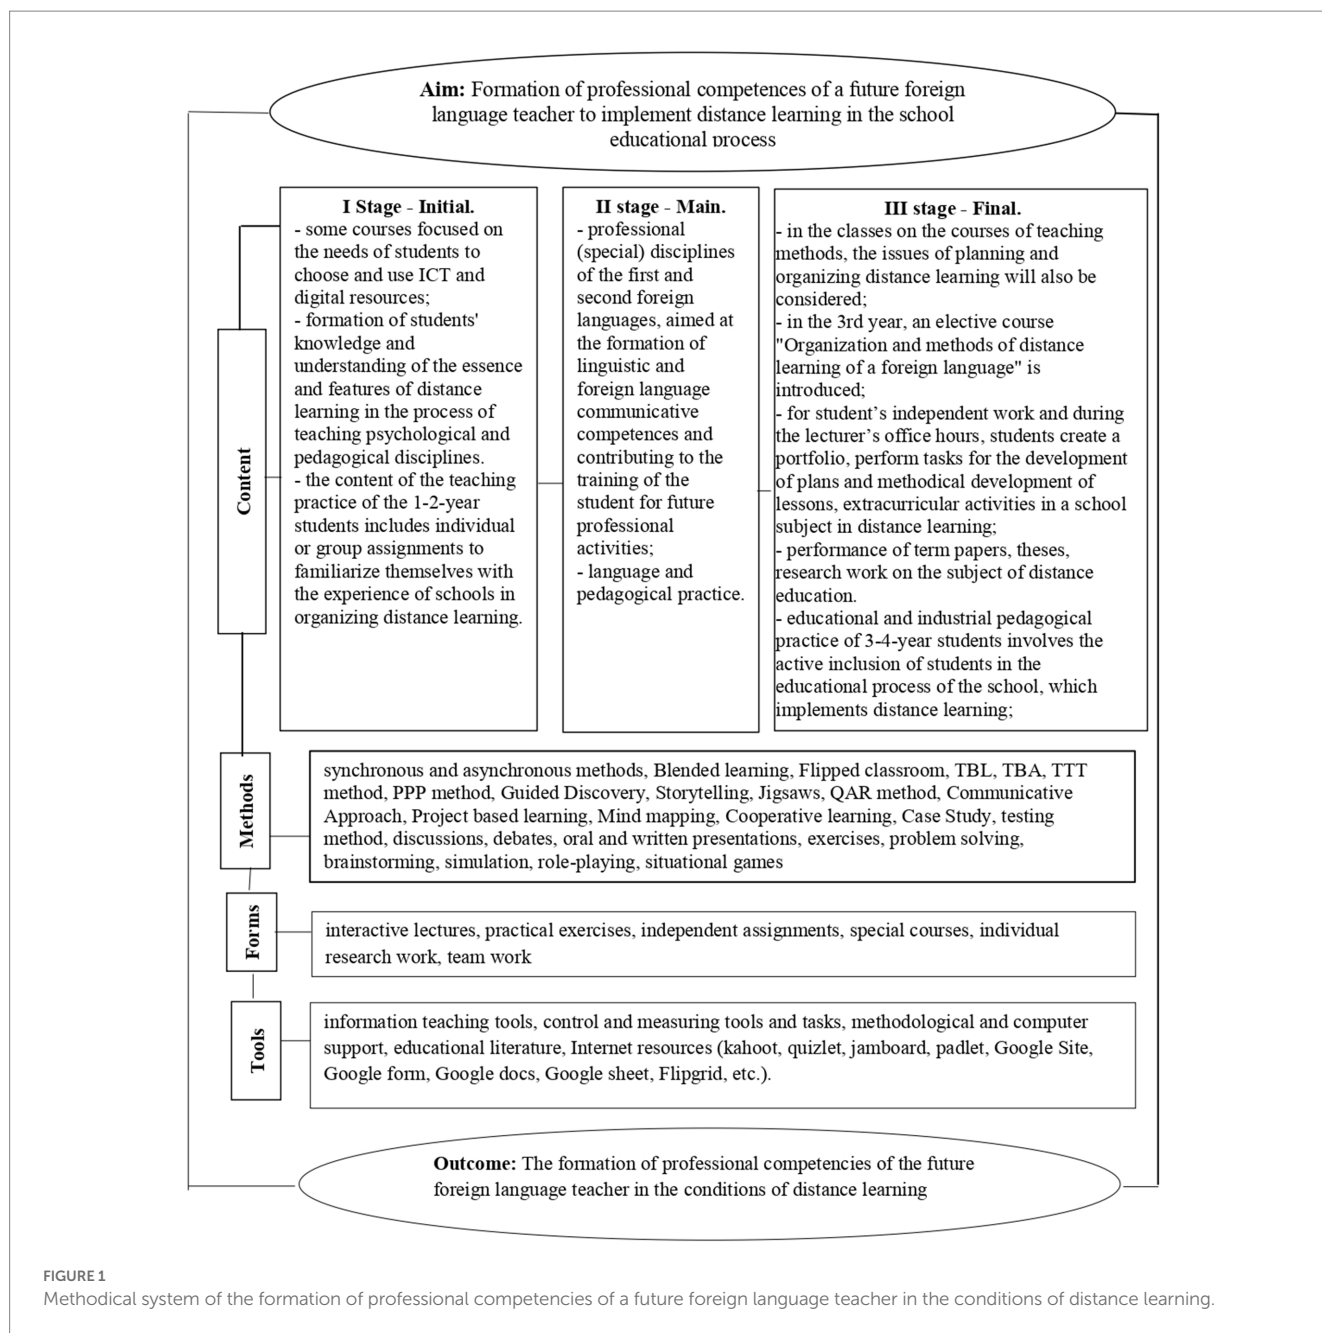 Aim: Formation of professional competences of a future foreign
language teacher to implement distance learning in the school
educational process
I Stage - Initial.
- some courses focused on
the needs of students to
choose and use ICT and
digital resources;
- formation of students'
knowledge and
understanding of the essence
and features of distance
learning in the process of
teaching psychological and
pedagogical disciplines.
- the content of the teaching
practice of the 1-2-year
students includes individual
or group assignments to
familiarize themselves with
the experience of schools in
organizing distance learning.
II stage - Main.
- professional
(special) disciplines
of the first and
second foreign
languages, aimed at
the formation of
linguistic and
foreign language
communicative
competences and
contributing to the
training of the
student for future
professional
activities;
- language and
pedagogical practice.
III stage - Final.
- in the classes on the courses of teaching
methods, the issues of planning and
organizing distance learning will also be
considered;
- in the 3rd year, an elective course
"Organization and methods of distance
learning of a foreign language" is
introduced;
- for student’s independent work and during
the lecturer’s office hours, students create a
portfolio, perform tasks for the development
of plans and methodical development of
lessons, extracurricular activities in a school
subject in distance learning;
- performance of term papers, theses,
research work on the subject of distance
education.
- educational and industrial pedagogical
practice of 3-4-year students involves the
active inclusion of students in the
educational process of the school, which
implements distance learning;
Content
Methods
synchronous and asynchronous methods, Blended learning, Flipped classroom, TBL, TBA, TTT
method, PPP method, Guided Discovery, Storytelling, Jigsaws, QAR method, Communicative
Approach, Project based learning, Mind mapping, Cooperative learning, Case Study, testing
method, discussions, debates, oral and written presentations, exercises, problem solving,
brainstorming, simulation, role-playing, situational games
Forms
interactive lectures, practical exercises, independent assignments, special courses, individual
research work, team work
Tools
information teaching tools, control and measuring tools and tasks, methodological and computer
support, educational literature, Internet resources (kahoot, quizlet, jamboard, padlet, Google Site,
Google form, Google docs, Google sheet, Flipgrid, etc.).
Outcome: The formation of professional competencies of the future
foreign language teacher in the conditions of distance learning
FIGURE 1
Methodical system of the formation of professional competencies of a future foreign language teacher in the conditions of distance learning.